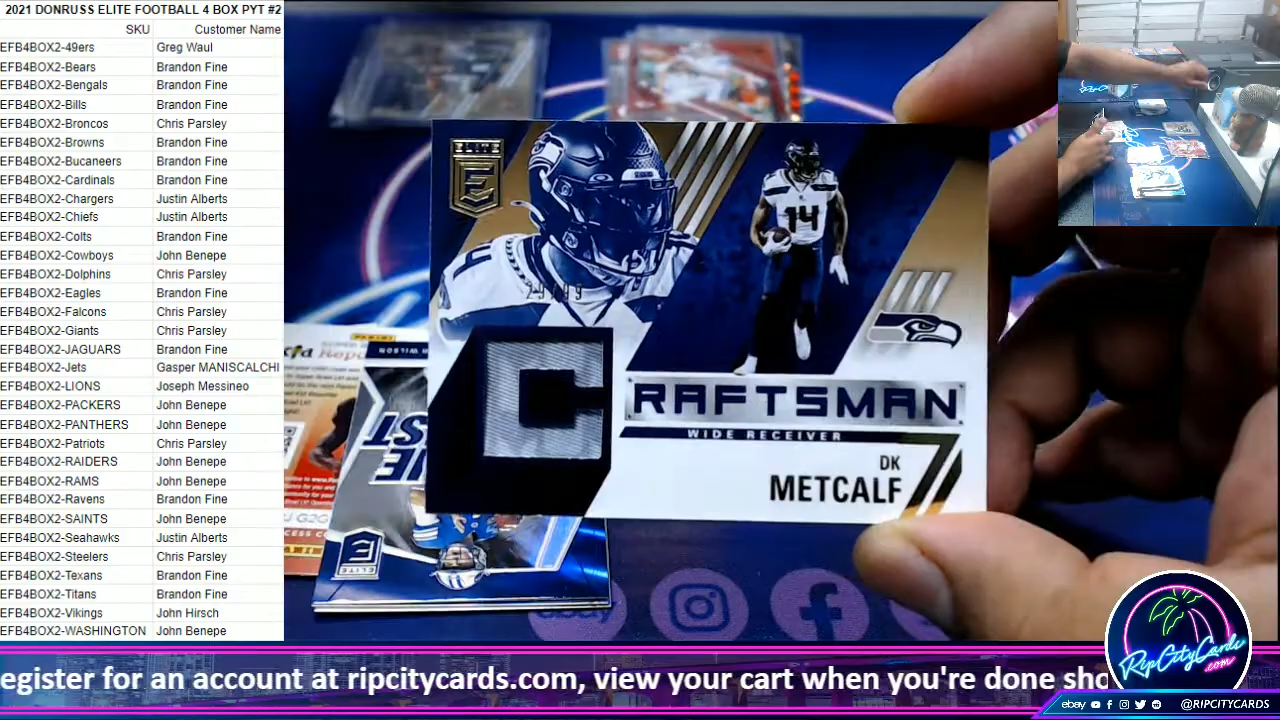 2021 DONRUSS ELITE FOOTBALL 4 BOX PYT #2
SKU Customer Name
EFB4BOX2-49ers Greg Waul
EFB4BOX2-Bears Brandon Fine
EFB4BOX2-Bengals Brandon Fine
EFB4BOX2-Bills Brandon Fine
EFB4BOX2-Broncos Chris Parsley
EFB4BOX2-Browns Brandon Fine
EFB4BOX2-Bucaneers Brandon Fine
EFB4BOX2-Cardinals Brandon Fine
EFB4BOX2-Chargers Justin Alberts
EFB4BOX2-Chiefs Justin Alberts
EFB4BOX2-Colts Brandon Fine
EFB4BOX2-Cowboys John Benepe
EFB4BOX2-Dolphins Chris Parsley
EFB4BOX2-Eagles Brandon Fine
EFB4BOX2-Falcons Chris Parsley
EFB4BOX2-Giants Chris Parsley
EFB4BOX2-JAGUARS Brandon Fine
EFB4BOX2-Jets Gasper MANISCALCHI
EFB4BOX2-LIONS Joseph Messineo
EFB4BOX2-PACKERS John Benepe
EFB4BOX2-PANTHERS John Benepe
EFB4BOX2-Patriots Chris Parsley
EFB4BOX2-RAIDERS John Benepe
EFB4BOX2-RAMS John Benepe
EFB4BOX2-Ravens Brandon Fine
EFB4BOX2-SAINTS John Benepe
EFB4BOX2-Seahawks Justin Alberts
EFB4BOX2-Steelers Chris Parsley
EFB4BOX2-Texans Brandon Fine
EFB4BOX2-Titans Brandon Fine
EFB4BOX2-Vikings John Hirsch
EFB4BOX2-WASHINGTON John Benepe
ELITE
E
14
4
CRAFTSMAN
WIDE RECEIVER
DK
METCALF
PANINI
WILSON
ELITE
ebay
egister for an account at ripcitycards.com, view your cart when you're done sho
RipCityCards
.com
ebay @RIPCITYCARDS